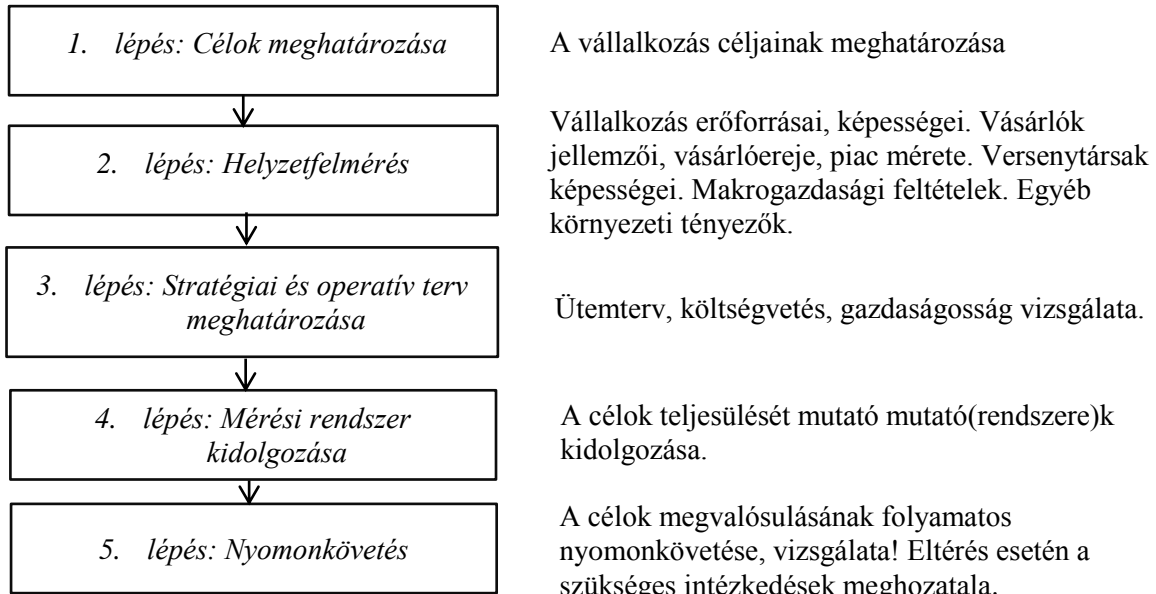 1. lépés: Célok meghatározása
A vállalkozás céljainak meghatározása
2. lépés: Helyzetfelmérés
Vállalkozás erőforrásai, képességei. Vásárlók
jellemzői, vásárlóereje, piac mérete. Versenytársak
képességei. Makrogazdasági feltételek. Egyéb
környezeti tényezők.
3. lépés: Stratégiai és operatív terv
meghatározása
Ütemterv, költségvetés, gazdaságosság vizsgálata.
4. lépés: Mérési rendszer
kidolgozása
A célok teljesülését mutató mutató(rendszere)k
kidolgozása.
5. lépés: Nyomonkövetés
A célok megvalósulásának folyamatos
nyomonkövetése, vizsgálata! Eltérés esetén a
szükséges intézkedések meghozatala.